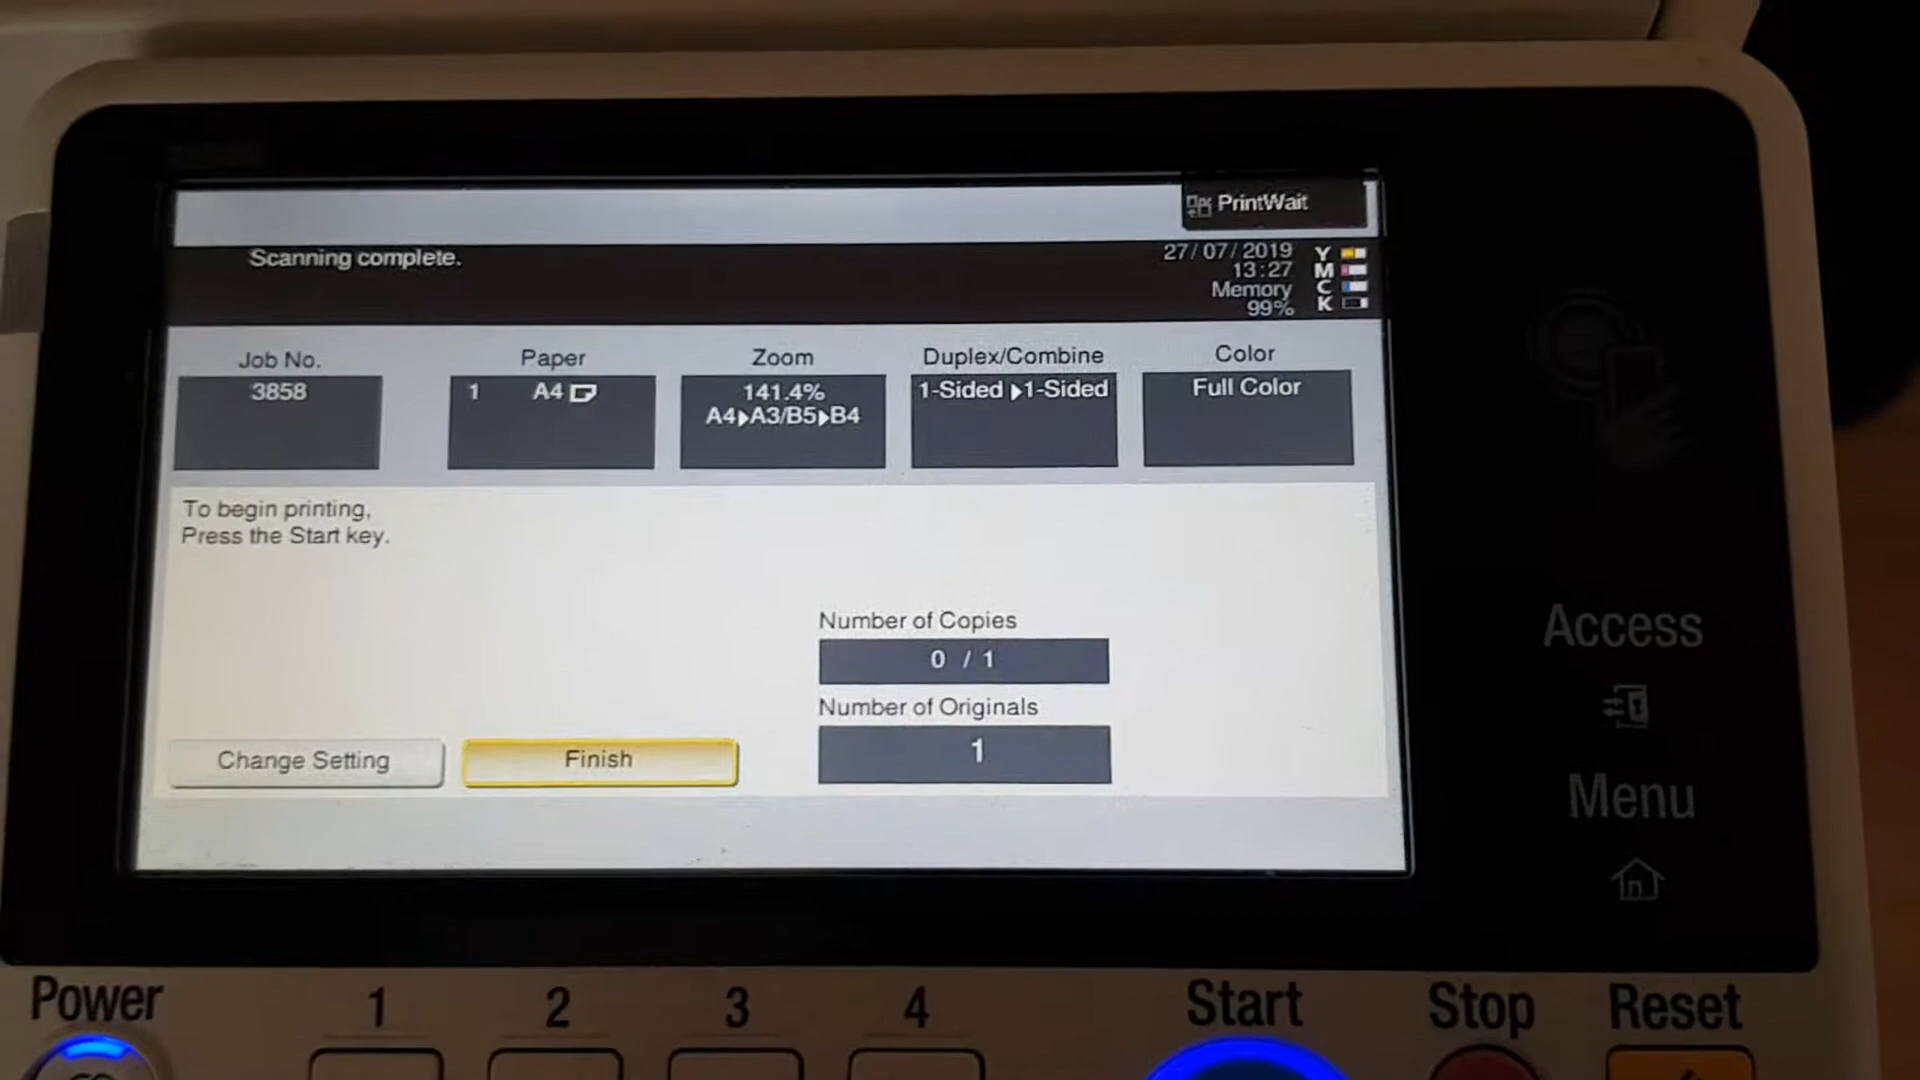 PrintWait
Scanning complete.
27/07/2019
13:27
Memory
99%
Y
M
C
K
Job No.
3858
Paper
1 A4
Zoom
141.4%
A4▶A3/B5▶B4
Duplex/Combine
1-Sided ▶1-Sided
Color
Full Color
To begin printing,
Press the Start key.
Number of Copies
0 / 1
Number of Originals
1
Change Setting
Finish
Access
Menu
Power
1
2
3
4
Start
Stop
Reset